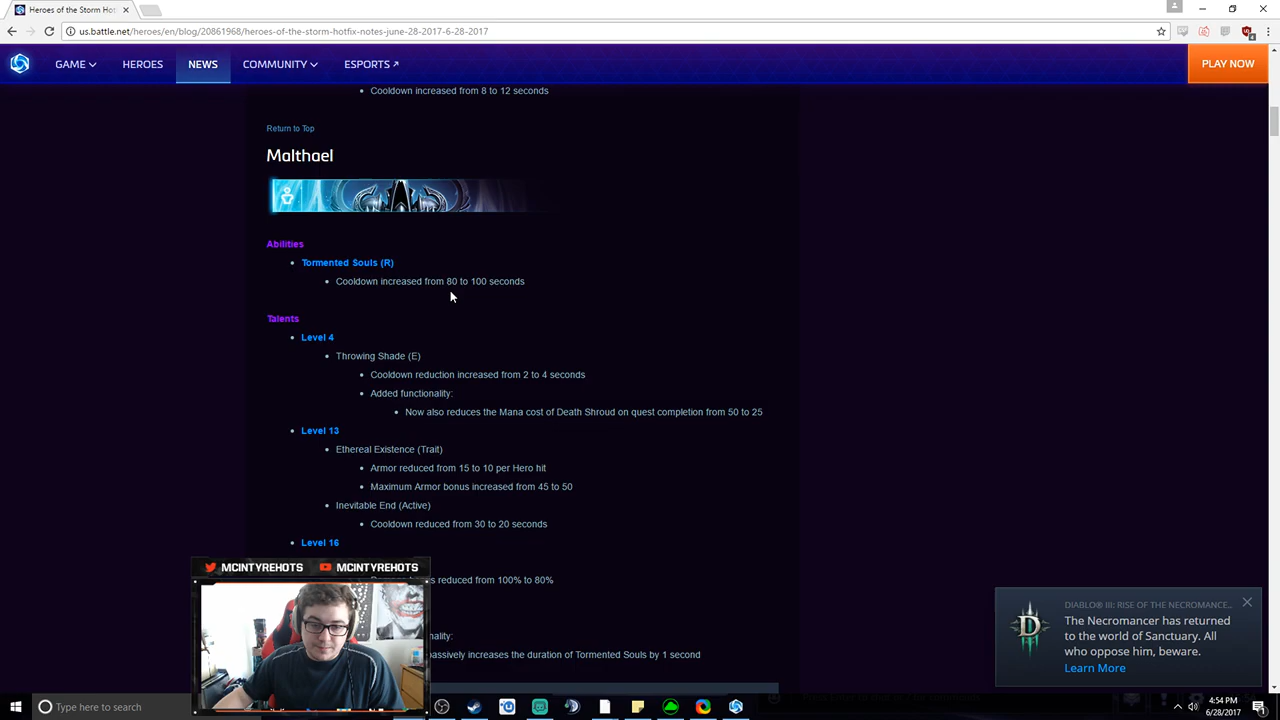 Heroes of the Storm Hot
us.battle.net/heroes/en/blog/20861968/heroes-of-the-storm-hotfix-notes-june-28-2017-6-28-2017
GAME HEROES NEWS COMMUNITY ESPORTS PLAY NOW
Cooldown increased from 8 to 12 seconds
Return to Top
Malthael
Abilities
Tormented Souls (R)
Cooldown increased from 80 to 100 seconds
Talents
Level 4
Throwing Shade (E)
Cooldown reduction increased from 2 to 4 seconds
Added functionality:
Now also reduces the Mana cost of Death Shroud on quest completion from 50 to 25
Level 13
Ethereal Existence (Trait)
Armor reduced from 15 to 10 per Hero hit
Maximum Armor bonus increased from 45 to 50
Inevitable End (Active)
Cooldown reduced from 30 to 20 seconds
Level 16
MCINTYREHOTS MCINTYREHOTS
reduced from 100% to 80%
passively increases the duration of Tormented Souls by 1 second
DIABLO® III: RISE OF THE NECROMANCE...
The Necromancer has returned
to the world of Sanctuary. All
who oppose him, beware.
Learn More
Type here to search
4:54 PM
6/28/2017